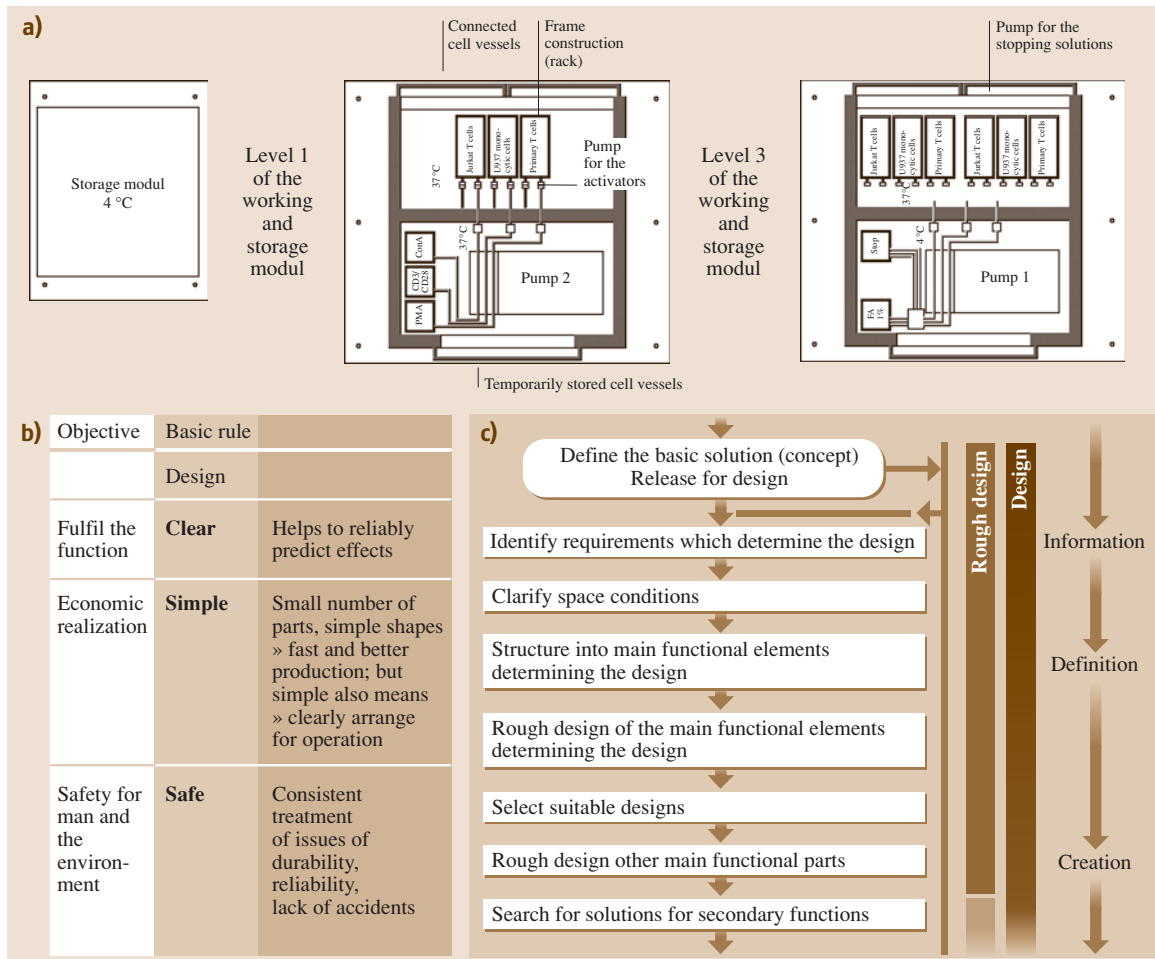 a)
Connected
cell vessels
Frame
construction
(rack)
Pump for the
stopping solutions
Storage modul
4 °C
Level 1
of the
working
and
storage
modul
37 °C
Jurkat T cells
U937 mono-
cytic cells
Primary T cells
Pump
for the
activators
37 °C
ConA
CD3/
CD28
PMA
Pump 2
Temporarily stored cell vessels
Level 3
of the
working
and
storage
modul
Jurkat T cells
U937 mono-
cytic cells
Primary T cells
Jurkat T cells
U937 mono-
cytic cells
Primary T cells
37 °C
4 °C
Stop
FA
1%
Pump 1
b)
Objective
Basic rule
Design
Fulfil the
function
Clear
Helps to reliably
predict effects
Economic
realization
Simple
Small number of
parts, simple shapes
» fast and better
production; but
simple also means
» clearly arrange
for operation
Safety for
man and
the
environ-
ment
Safe
Consistent
treatment
of issues of
durability,
reliability,
lack of accidents
c)
Define the basic solution (concept)
Release for design
Identify requirements which determine the design
Clarify space conditions
Structure into main functional elements
determining the design
Rough design of the main functional elements
determining the design
Select suitable designs
Rough design other main functional parts
Search for solutions for secondary functions
Rough design
Design
Information
Definition
Creation